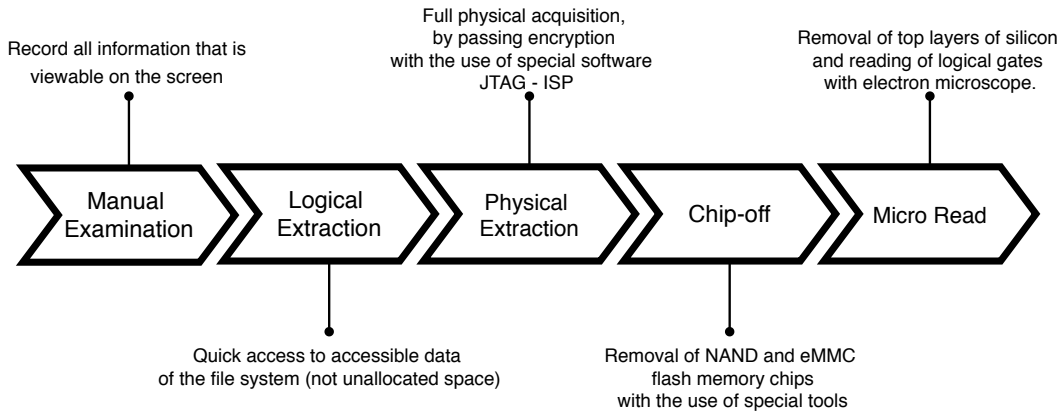 Record all information that is
viewable on the screen
Full physical acquisition,
by passing encryption
with the use of special software
JTAG - ISP
Removal of top layers of silicon
and reading of logical gates
with electron microscope.
Manual
Examination
Logical
Extraction
Physical
Extraction
Chip-off
Micro Read
Quick access to accessible data
of the file system (not unallocated space)
Removal of NAND and eMMC
flash memory chips
with the use of special tools